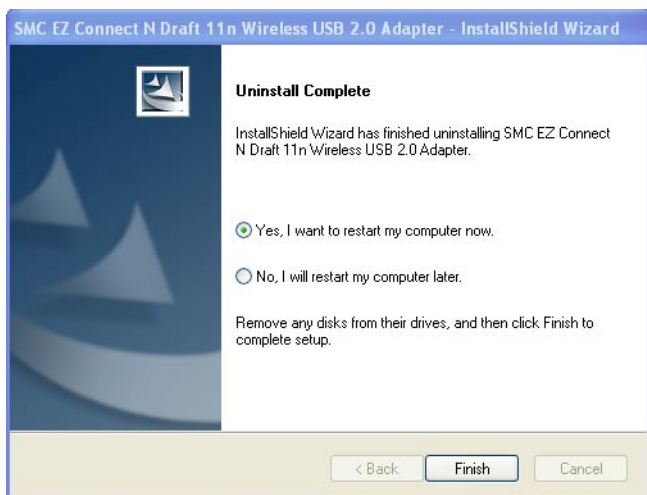 SMC EZ Connect N Draft 11n Wireless USB 2.0 Adapter - InstallShield Wizard
Uninstall Complete
InstallShield Wizard has finished uninstalling SMC EZ Connect
N Draft 11n Wireless USB 2.0 Adapter.
Yes, I want to restart my computer now.
No, I will restart my computer later.
Remove any disks from their drives, and then click Finish to
complete setup.
< Back Finish Cancel